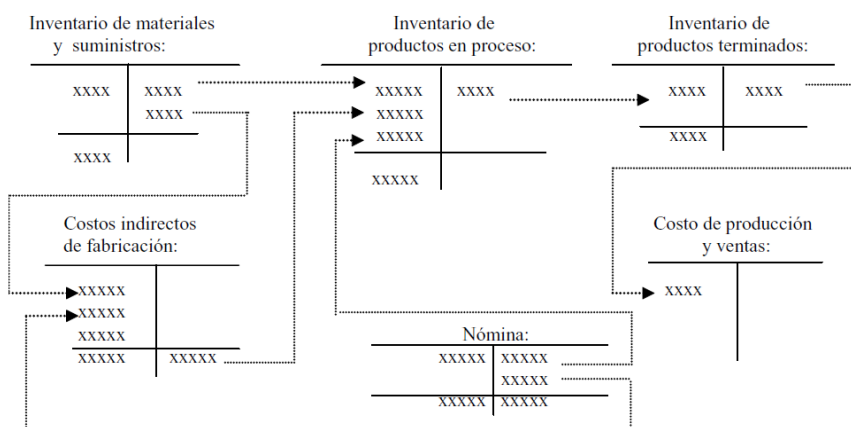 Inventario de materiales
y suministros:
xxxx xxxx
xxxx
xxxx
Inventario de
productos en proceso:
xxxxx xxxx
xxxxx
xxxxx
xxxxx
Inventario de
productos terminados:
xxxx xxxx
xxxx
Costos indirectos
de fabricación:
xxxxx
xxxxx
xxxxx
xxxxx xxxxx
Nómina:
xxxxx xxxxx
xxxxx
xxxxx xxxxx
Costo de producción
y ventas:
xxxx